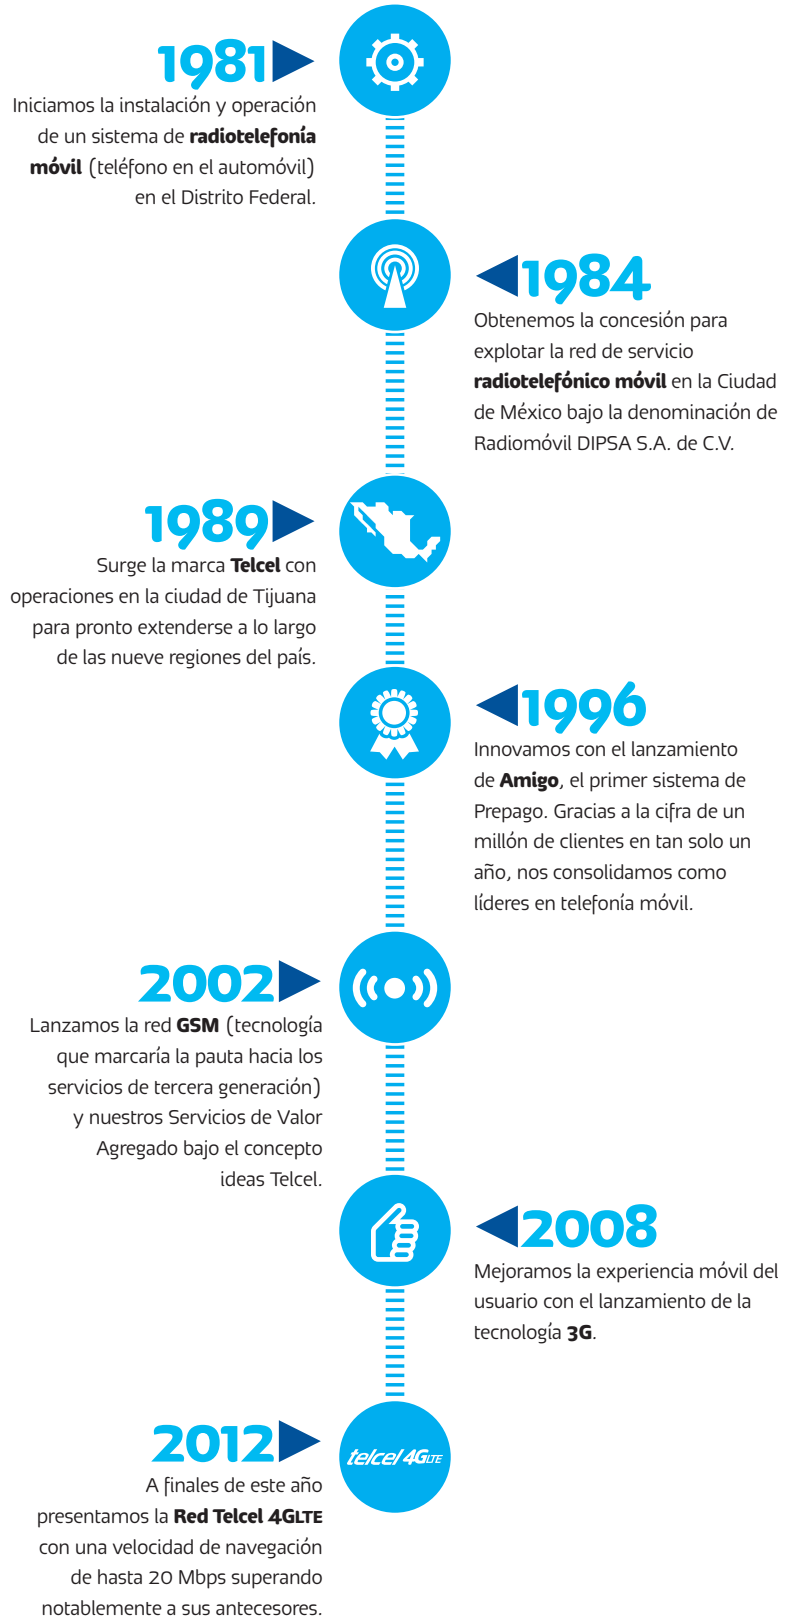 1981
Iniciamos la instalación y operación
de un sistema de radiotelefonía
móvil (teléfono en el automóvil)
en el Distrito Federal.
1984
Obtenemos la concesión para
explotar la red de servicio
radiotelefónico móvil en la Ciudad
de México bajo la denominación de
Radiomóvil DIPSA S.A. de C.V.
1989
Surge la marca Telcel con
operaciones en la ciudad de Tijuana
para pronto extenderse a lo largo
de las nueve regiones del país.
1996
Innovamos con el lanzamiento
de Amigo, el primer sistema de
Prepago. Gracias a la cifra de un
millón de clientes en tan solo un
año, nos consolidamos como
líderes en telefonía móvil.
2002
Lanzamos la red GSM (tecnología
que marcaría la pauta hacia los
servicios de tercera generación)
y nuestros Servicios de Valor
Agregado bajo el concepto
ideas Telcel.
2008
Mejoramos la experiencia móvil del
usuario con el lanzamiento de la
tecnología 3G.
2012
telcel 4GLTE
A finales de este año
presentamos la Red Telcel 4GLTE
con una velocidad de navegación
de hasta 20 Mbps superando
notablemente a sus antecesores.